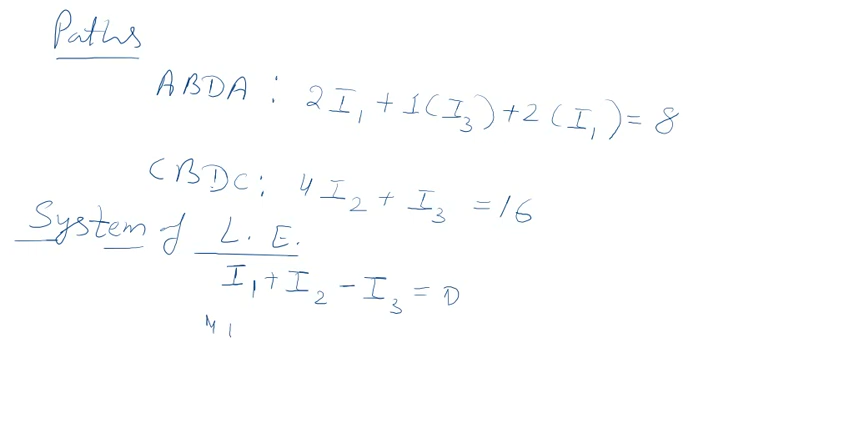 Paths
ABDA : 2I₁ + 1(I₃) + 2(I₁) = 8
CBDC: 4I₂ + I₃ = 16
System of L. E.
I₁ + I₂ - I₃ = 0